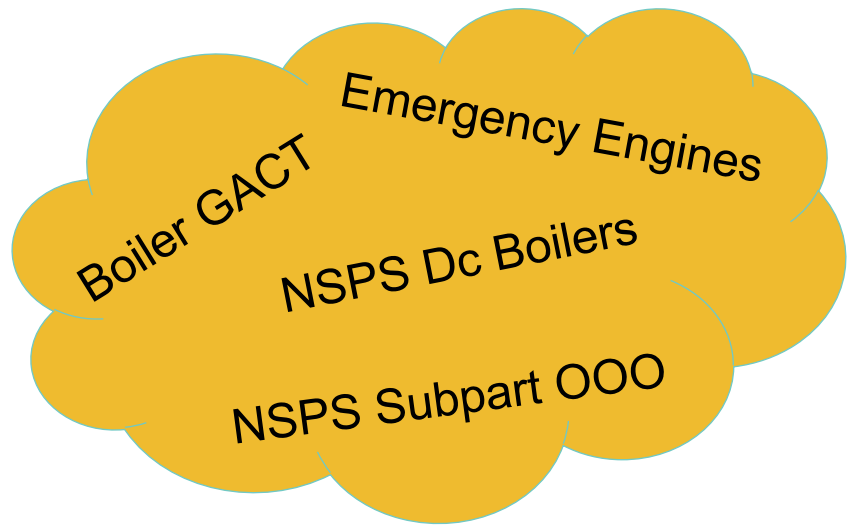 Emergency Engines
Boiler GACT
NSPS Dc Boilers
NSPS Subpart OOO